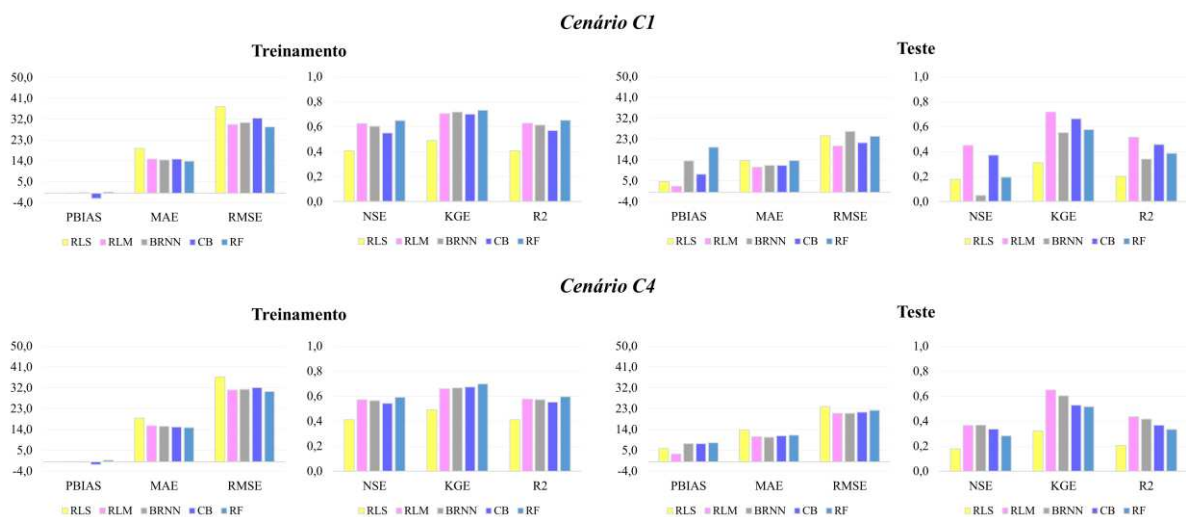 Cenário C1
Treinamento
Teste
50,0
41,0
32,0
23,0
14,0
5,0
-4,0
PBIAS MAE RMSE
RLS RLM BRNN CB RF
1,0
0,8
0,6
0,4
0,2
0,0
NSE KGE R2
RLS RLM BRNN CB RF
50,0
41,0
32,0
23,0
14,0
5,0
-4,0
PBIAS MAE RMSE
RLS RLM BRNN CB RF
1,0
0,8
0,6
0,4
0,2
0,0
NSE KGE R2
RLS RLM BRNN CB RF
Cenário C4
Treinamento
Teste
50,0
41,0
32,0
23,0
14,0
5,0
-4,0
PBIAS MAE RMSE
RLS RLM BRNN CB RF
1,0
0,8
0,6
0,4
0,2
0,0
NSE KGE R2
RLS RLM BRNN CB RF
50,0
41,0
32,0
23,0
14,0
5,0
-4,0
PBIAS MAE RMSE
RLS RLM BRNN CB RF
1,0
0,8
0,6
0,4
0,2
0,0
NSE KGE R2
RLS RLM BRNN CB RF